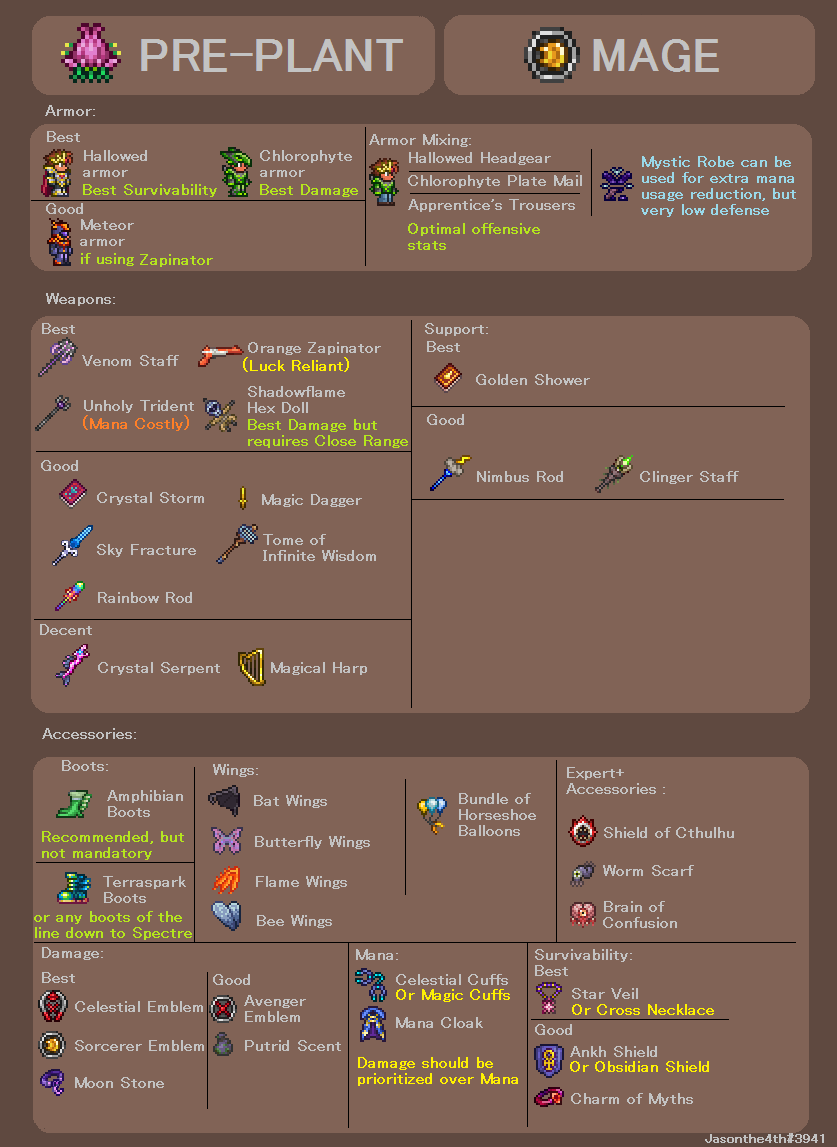 PRE-PLANT
MAGE
Armor:
Best
Hallowed
armor
Best Survivability
Chlorophyte
armor
Best Damage
Good
Meteor
armor
if using Zapinator
Armor Mixing:
Hallowed Headgear
Chlorophyte Plate Mail
Apprentice's Trousers
Optimal offensive
stats
Mystic Robe can be
used for extra mana
usage reduction, but
very low defense
Weapons:
Best
Venom Staff
Orange Zapinator
(Luck Reliant)
Unholy Trident
(Mana Costly)
Shadowflame
Hex Doll
Best Damage but
requires Close Range
Good
Crystal Storm
Magic Dagger
Sky Fracture
Tome of
Infinite Wisdom
Rainbow Rod
Decent
Crystal Serpent
Magical Harp
Support:
Best
Golden Shower
Good
Nimbus Rod
Clinger Staff
Accessories:
Boots:
Amphibian
Boots
Recommended, but
not mandatory
Terraspark
Boots
or any boots of the
line down to Spectre
Wings:
Bat Wings
Butterfly Wings
Flame Wings
Bee Wings
Bundle of
Horseshoe
Balloons
Expert+
Accessories :
Shield of Cthulhu
Worm Scarf
Brain of
Confusion
Damage:
Best
Celestial Emblem
Sorcerer Emblem
Moon Stone
Good
Avenger
Emblem
Putrid Scent
Mana:
Celestial Cuffs
Or Magic Cuffs
Mana Cloak
Damage should be
prioritized over Mana
Survivability:
Best
Star Veil
Or Cross Necklace
Good
Ankh Shield
Or Obsidian Shield
Charm of Myths
Jasonthe4th#3941